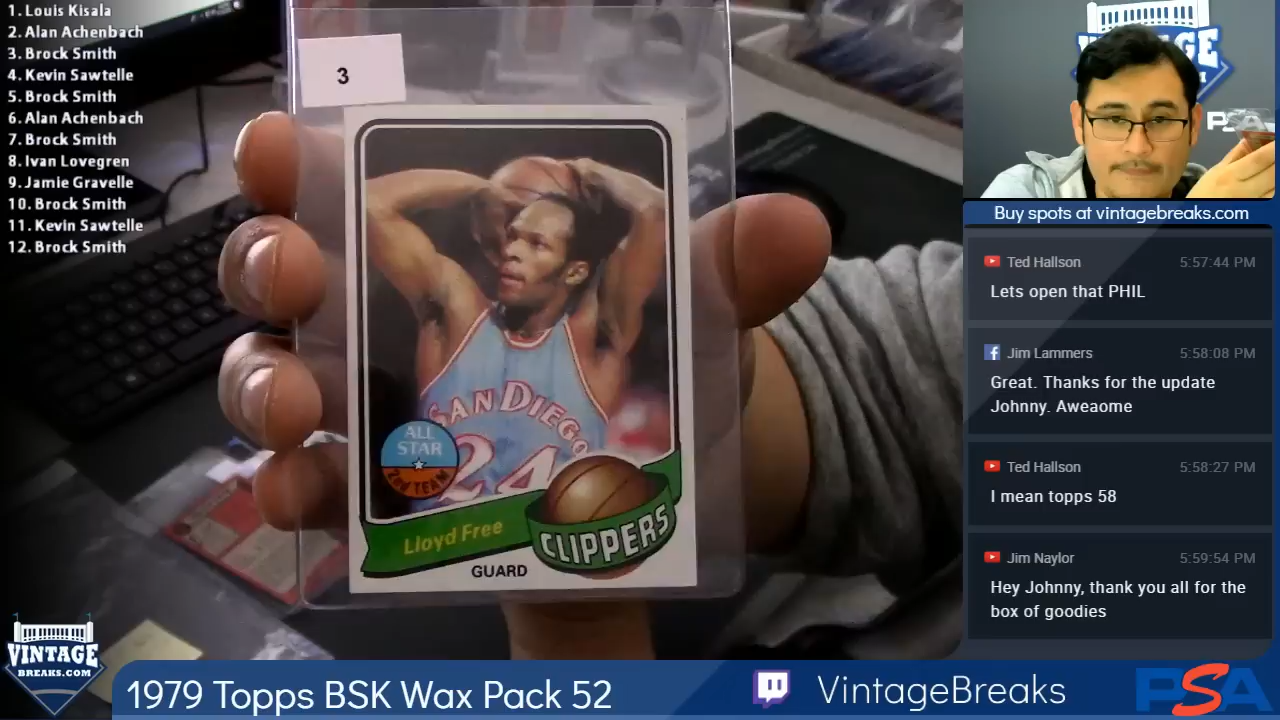 1. Louis Kisala
2. Alan Achenbach
3. Brock Smith
4. Kevin Sawtelle
5. Brock Smith
6. Alan Achenbach
7. Brock Smith
8. Ivan Lovegren
9. Jamie Gravelle
10. Brock Smith
11. Kevin Sawtelle
12. Brock Smith
3
SAN DIEGO
24
ALL
STAR
2nd TEAM
Lloyd Free
CLIPPERS
GUARD
VINTAGE
PSA
Buy spots at vintagebreaks.com
Ted Hallson 5:57:44 PM
Lets open that PHIL
Jim Lammers 5:58:08 PM
Great. Thanks for the update
Johnny. Aweaome
Ted Hallson 5:58:27 PM
I mean topps 58
Jim Naylor 5:59:54 PM
Hey Johnny, thank you all for the
box of goodies
VINTAGE
BREAKS.COM
1979 Topps BSK Wax Pack 52
VintageBreaks
PSA